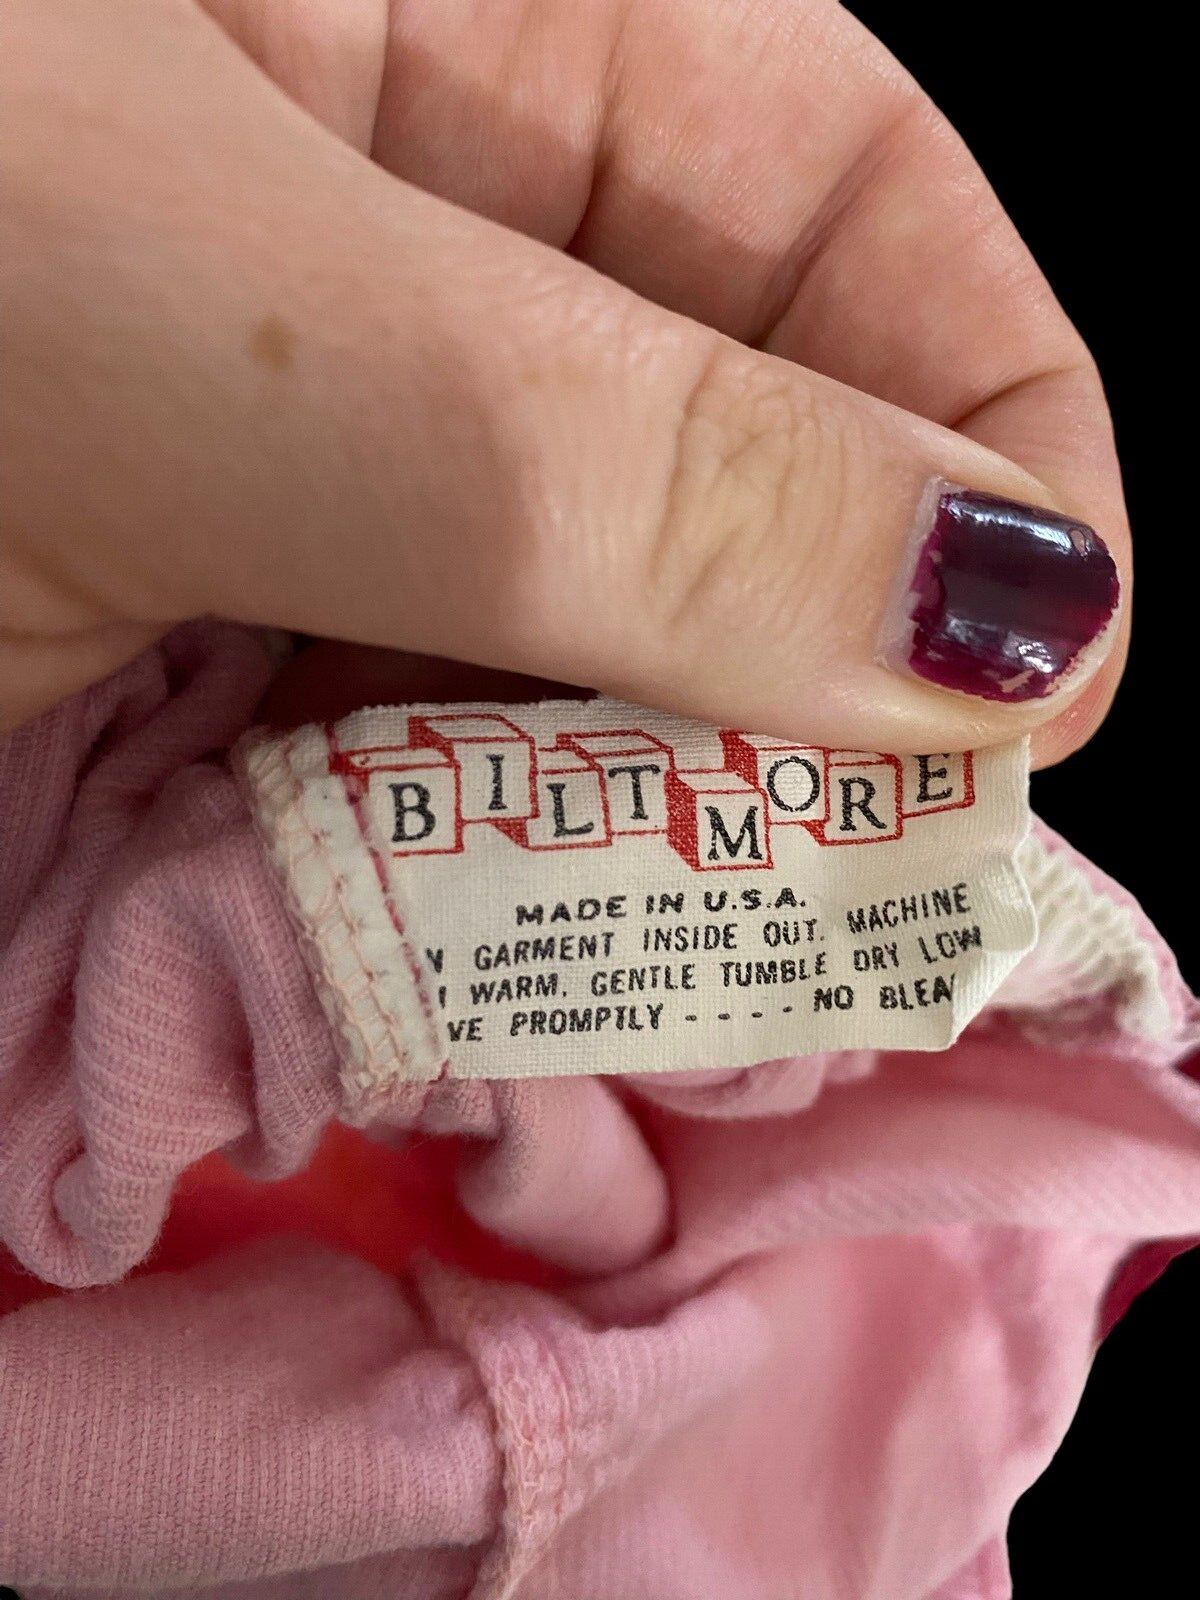 BILTMORE
MADE IN U.S.A.
N GARMENT INSIDE OUT. MACHINE
WARM. GENTLE TUMBLE DRY LOW
VE PROMPTLY - - - - NO BLEA